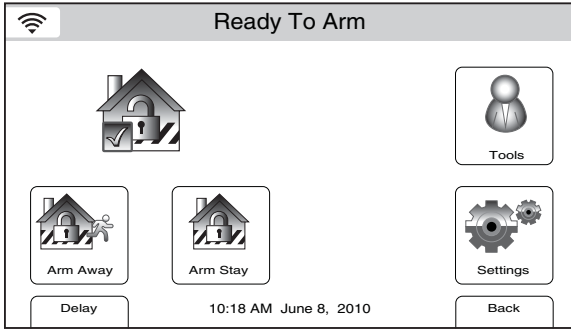 Ready To Arm
Tools
Arm Away
Arm Stay
Settings
Delay
10:18 AM June 8, 2010
Back